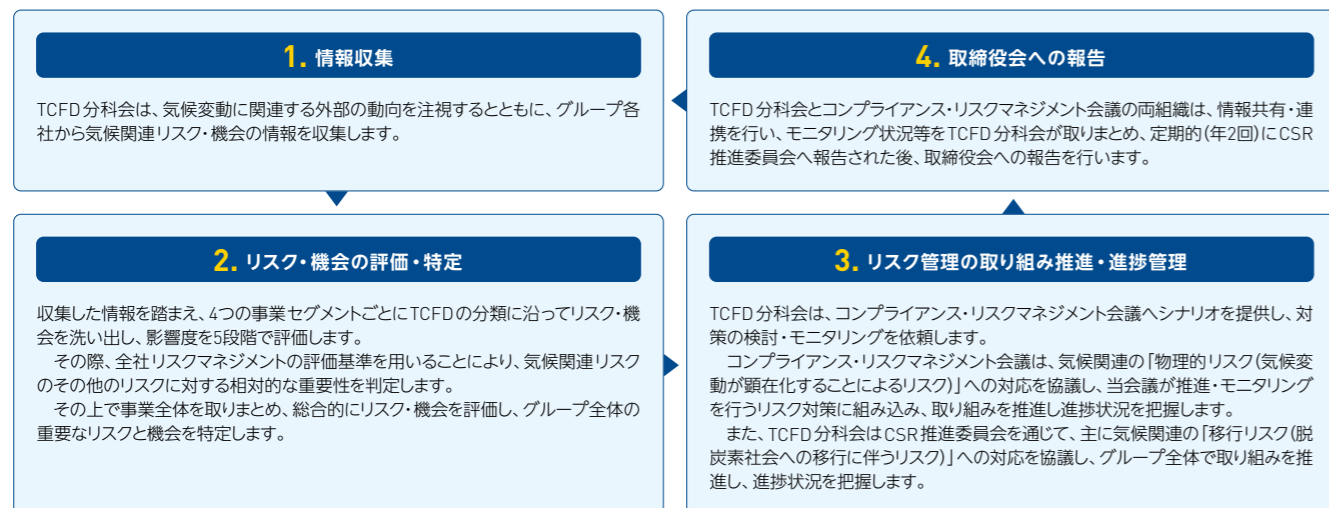 1. 情報収集
TCFD分科会は、気候変動に関連する外部の動向を注視するとともに、グループ各
社から気候関連リスク・機会の情報を収集します。
2. リスク・機会の評価・特定
収集した情報を踏まえ、4つの事業セグメントごとにTCFDの分類に沿ってリスク・機
会を洗い出し、影響度を5段階で評価します。
その際、全社リスクマネジメントの評価基準を用いることにより、気候関連リスク
のその他のリスクに対する相対的な重要性を判定します。
その上で事業全体を取りまとめ、総合的にリスク・機会を評価し、グループ全体の
重要なリスクと機会を特定します。
3. リスク管理の取り組み推進・進捗管理
TCFD分科会は、コンプライアンス・リスクマネジメント会議へシナリオを提供し、対
策の検討・モニタリングを依頼します。
コンプライアンス・リスクマネジメント会議は、気候関連の「物理的リスク(気候変
動が顕在化することによるリスク)」への対応を協議し、当会議が推進・モニタリング
を行うリスク対策に組み込み、取り組みを推進し進捗状況を把握します。
また、TCFD分科会はCSR推進委員会を通じて、主に気候関連の「移行リスク(脱
炭素社会への移行に伴うリスク)」への対応を協議し、グループ全体で取り組みを推
進し、進捗状況を把握します。
4. 取締役会への報告
TCFD分科会とコンプライアンス・リスクマネジメント会議の両組織は、情報共有・連
携を行い、モニタリング状況等をTCFD分科会が取りまとめ、定期的(年2回)にCSR
推進委員会へ報告された後、取締役会への報告を行います。